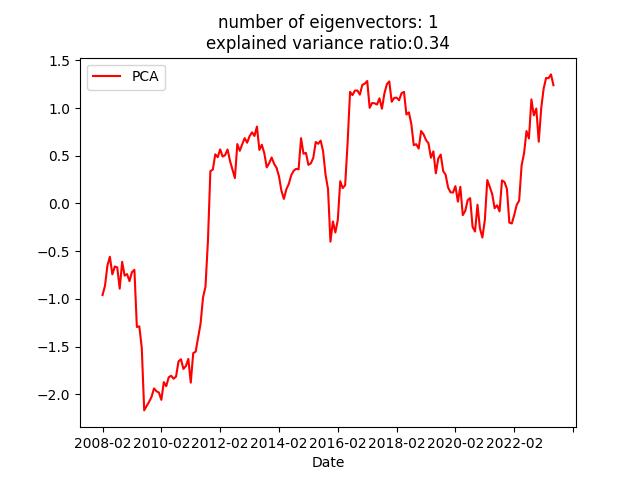 number of eigenvectors: 1
explained variance ratio:0.34
PCA
1.5
1.0
0.5
0.0
−0.5
−1.0
−1.5
−2.0
2008-02 2010-02 2012-02 2014-02 2016-02 2018-02 2020-02 2022-02
Date